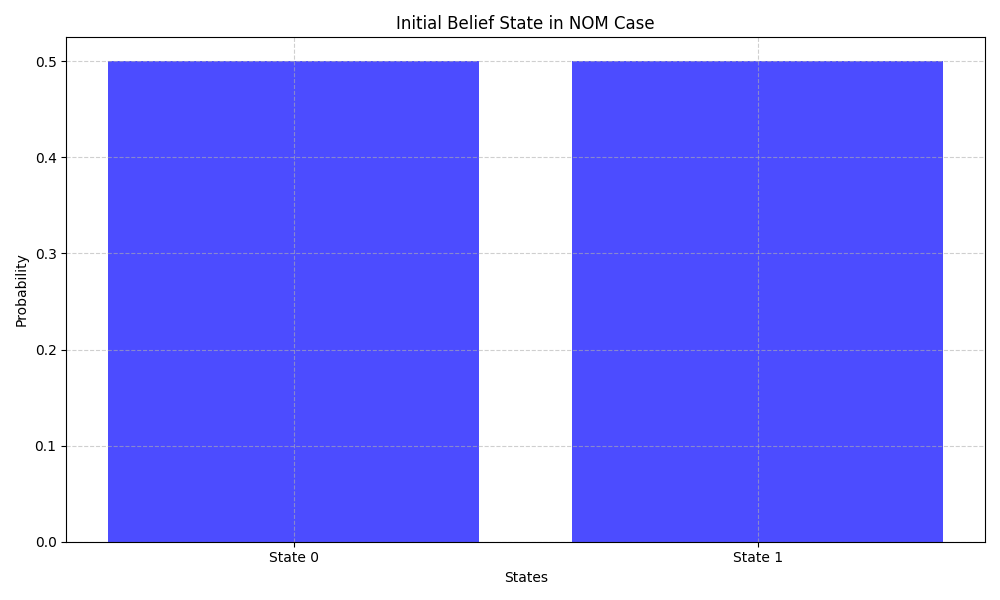 Initial Belief State in NOM Case
Probability
0.5
0.4
0.3
0.2
0.1
0.0
State 0
State 1
States